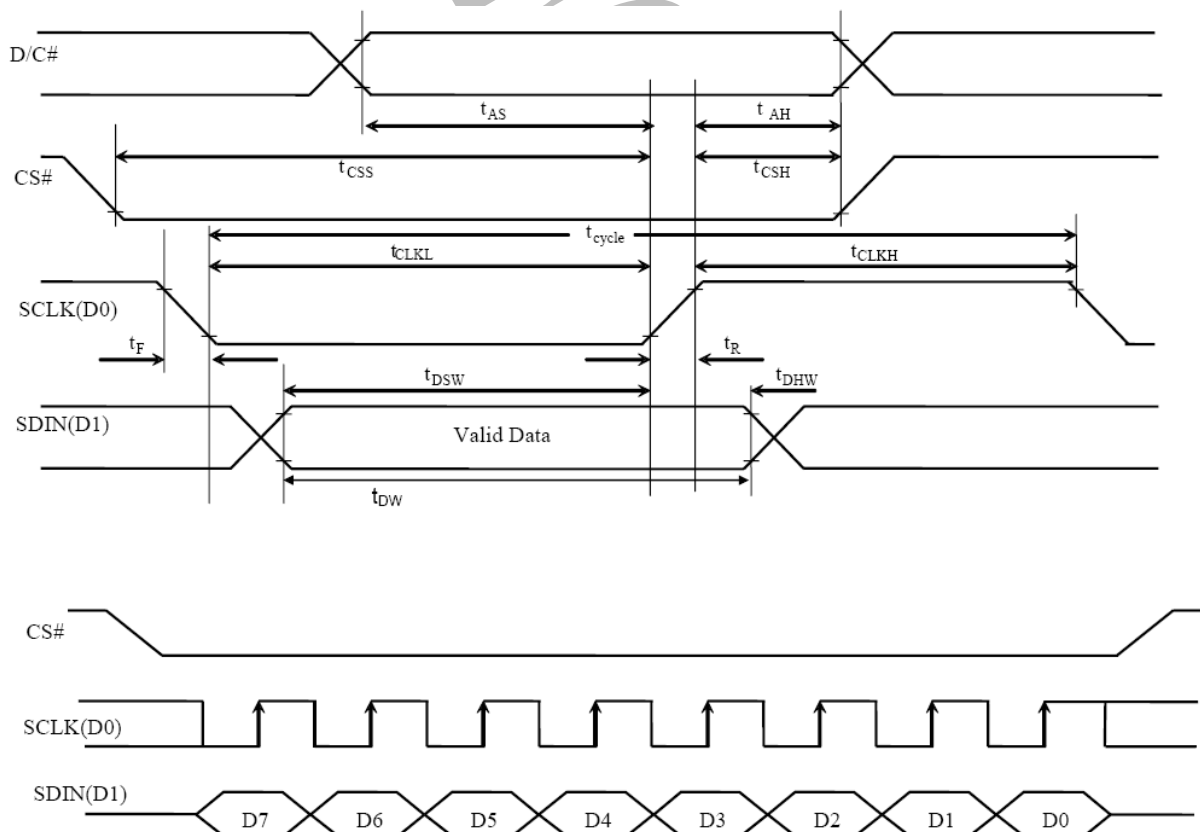 D/C#
tAS
tAH
tCSS
tCSH
CS#
tcycle
tCLKL
tCLKH
SCLK(D0)
tF
tR
tDSW
tDHW
SDIN(D1)
Valid Data
tDW
CS#
SCLK(D0)
SDIN(D1)
D7 D6 D5 D4 D3 D2 D1 D0